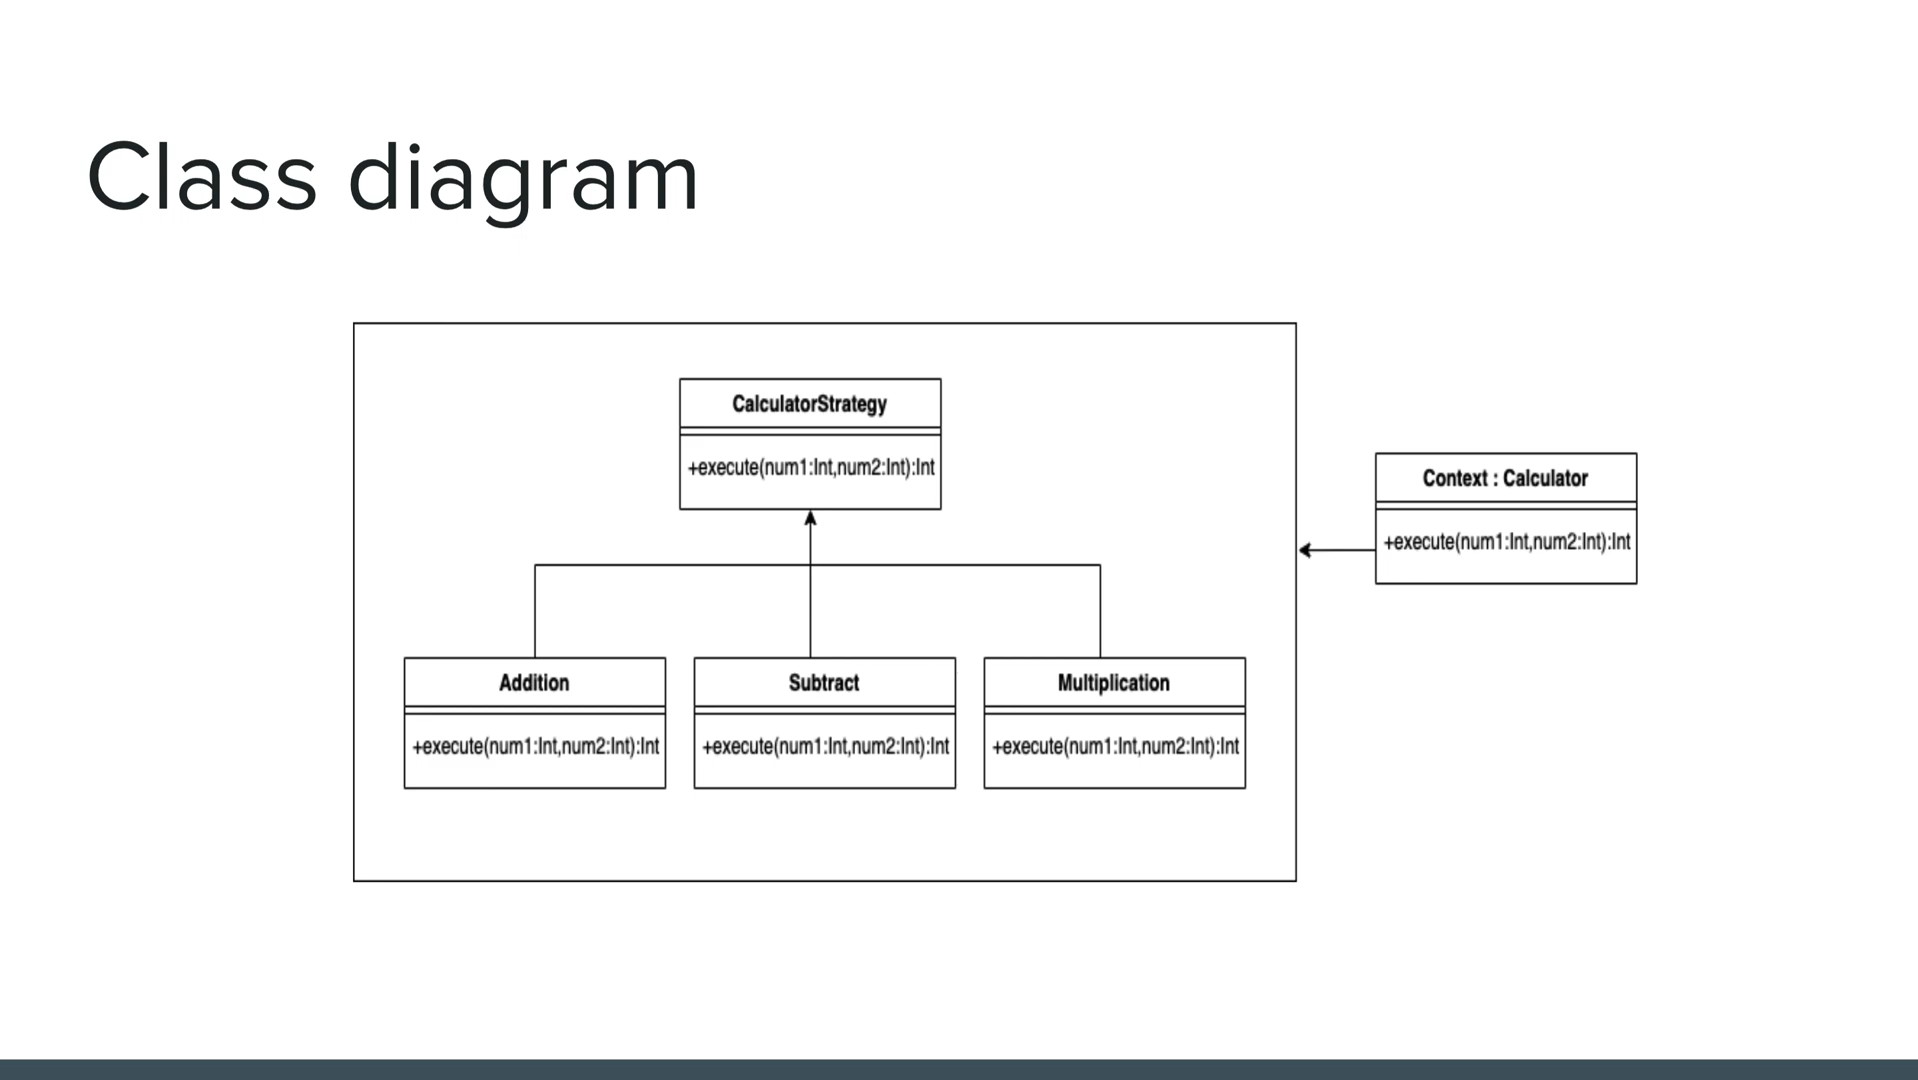 Class diagram
CalculatorStrategy
+execute(num1:Int,num2:Int):Int
Context : Calculator
+execute(num1:Int,num2:Int):Int
Addition
+execute(num1:Int,num2:Int):Int
Subtract
+execute(num1:Int,num2:Int):Int
Multiplication
+execute(num1:Int,num2:Int):Int